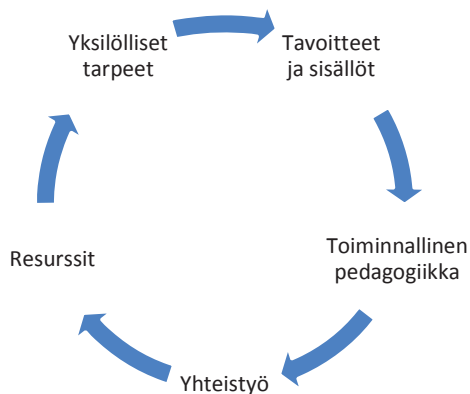 Yksilölliset
tarpeet
Tavoitteet
ja sisällöt
Toiminnallinen
pedagogiikka
Yhteistyö
Resurssit